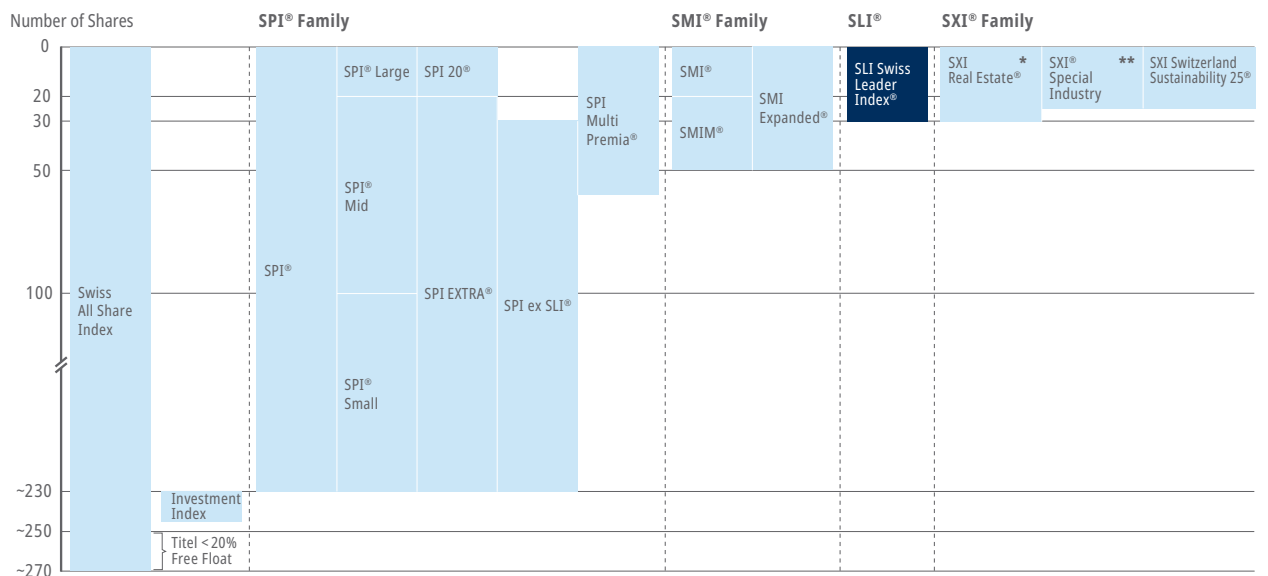 Number of Shares
SPI® Family
SMI® Family
SLI®
SXI® Family
0
20
30
50
100
~230
~250
~270
Swiss
All Share
Index
Investment
Index
Titel <20%
Free Float
SPI®
SPI® Large
SPI®
Mid
SPI®
Small
SPI 20®
SPI EXTRA®
SPI ex SLI®
SPI
Multi
Premia®
SMI®
SMIM®
SMI
Expanded®
SLI Swiss
Leader
Index®
SXI *
Real Estate®
SXI® **
Special
Industry
SXI Switzerland
Sustainability 25®